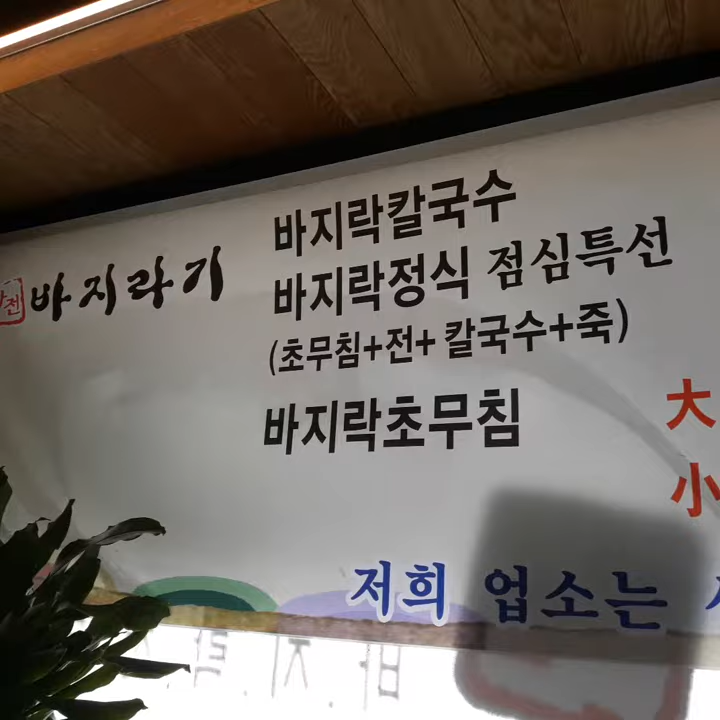 바지락칼국수
전 바지라기
바지락정식 점심특선
(초무침+전+ 칼국수+죽)
바지락초무침
大
小
저희 업소는